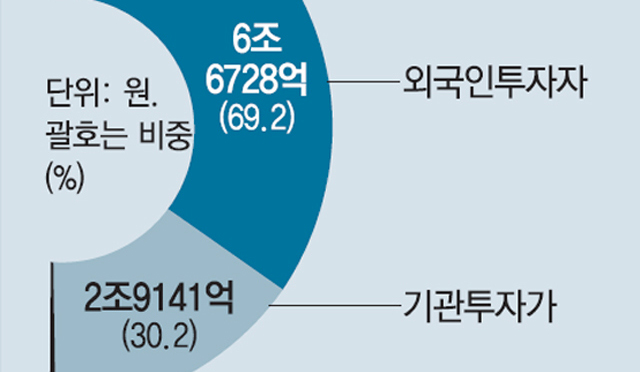 6조
6728억
(69.2)
외국인투자자
단위: 원.
괄호는 비중
(%)
2조9141억
(30.2)
기관투자가